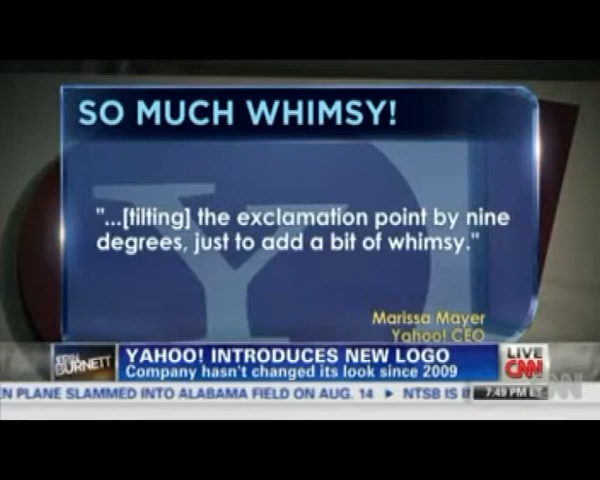 SO MUCH WHIMSY!
"...[tilting] the exclamation point by nine
degrees, just to add a bit of whimsy."
Marissa Mayer
Yahoo! CEO
BURNETT
YAHOO! INTRODUCES NEW LOGO
Company hasn't changed its look since 2009
LIVE
CNN
EN PLANE SLAMMED INTO ALABAMA FIELD ON AUG. 14 ▸ NTSB IS
7:49 PM ET
CNN